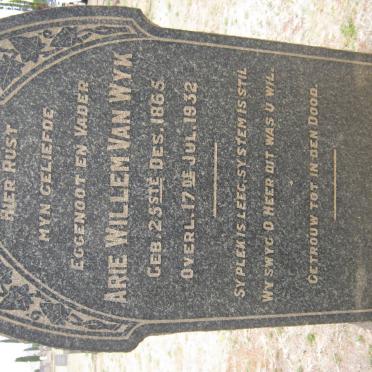 HIER RUST
MYN GELIEFDE
EGGENOOT EN VADER
ARIE WILLEM VAN WYK
GEB. 25STE DES. 1865
OVERL. 17DE JUL. 1932
SY PLEK IS LEEG, SY STEM IS STIL
WY SWYG O HEER DIT WAS U WIL.
GETROUW TOT IN DEN DOOD.